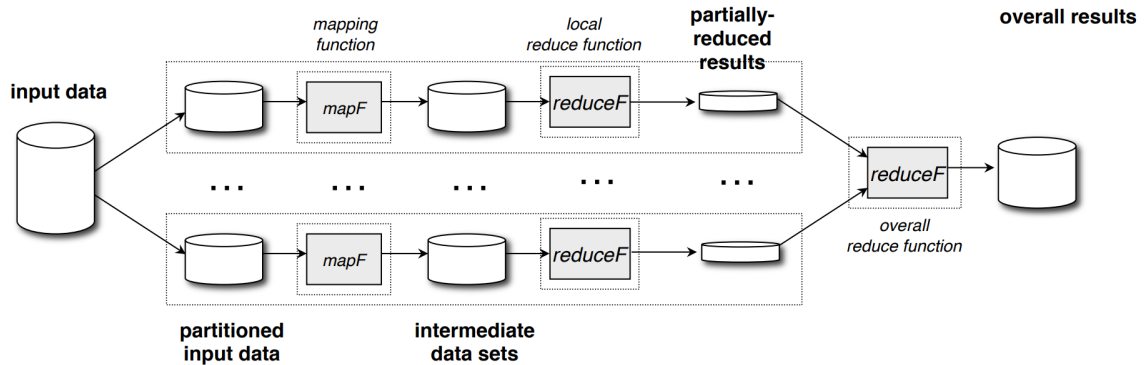 input data
mapping
function
local
reduce function
partially-
reduced
results
overall results
mapF
reduceF
reduceF
overall
reduce function
... ... ... ... ...
mapF
reduceF
partitioned
input data
intermediate
data sets